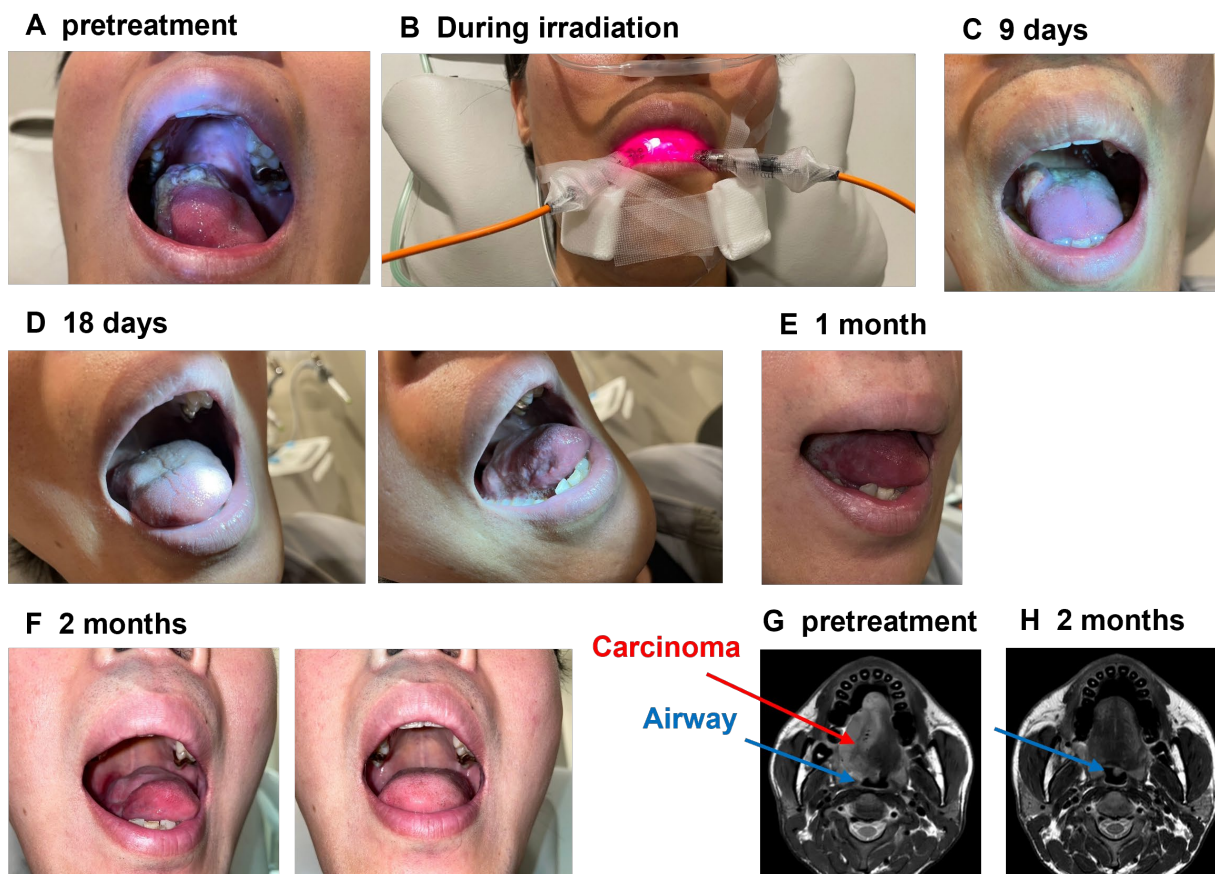 A pretreatment
B During irradiation
C 9 days
D 18 days
E 1 month
F 2 months
G pretreatment
H 2 months
Carcinoma
Airway